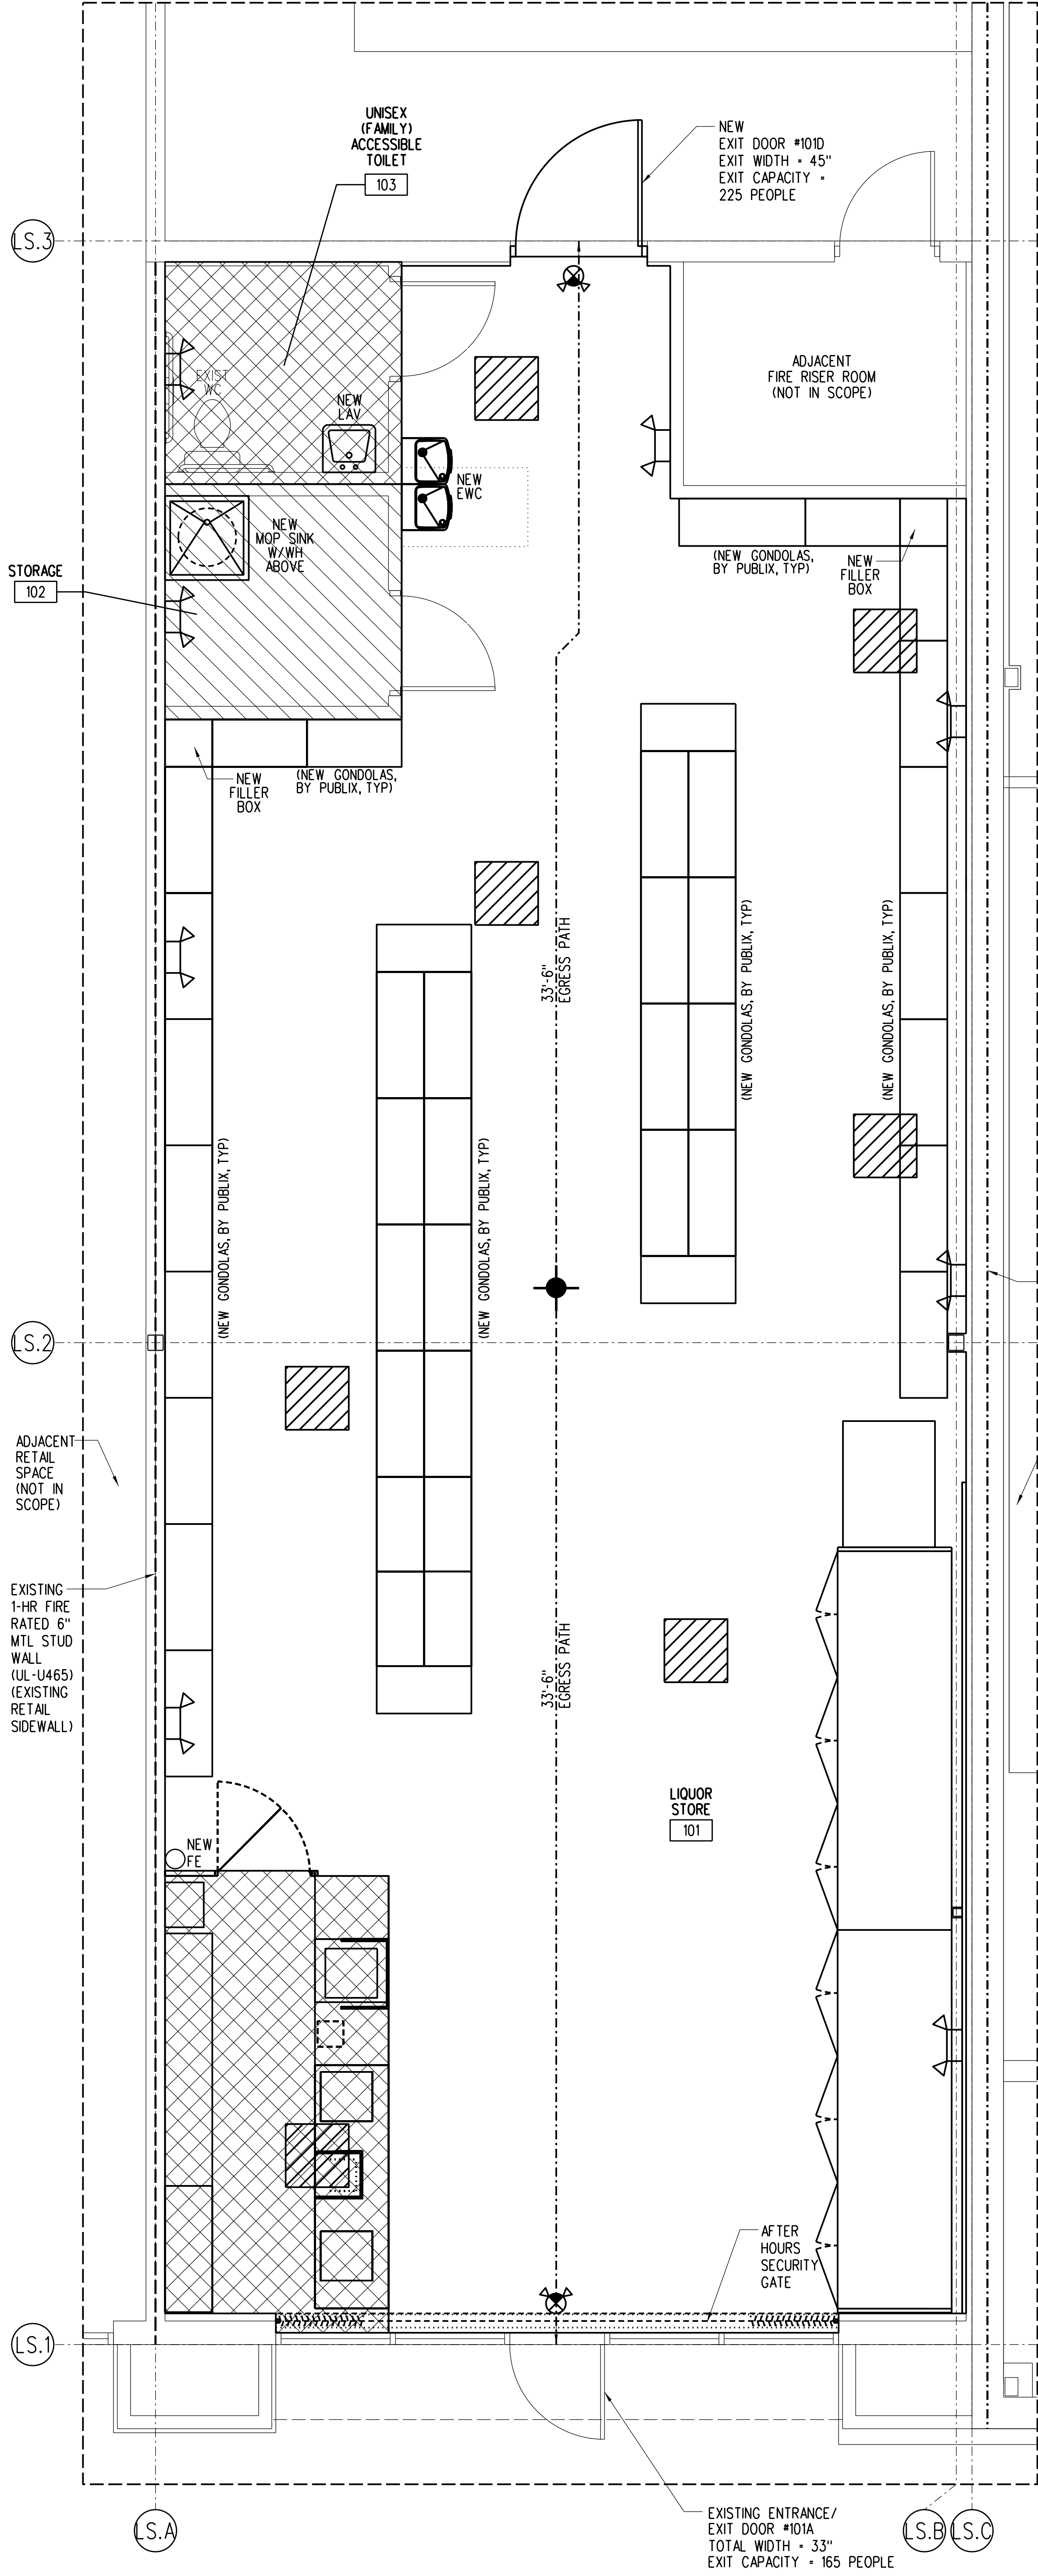 UNISEX
(FAMILY)
ACCESSIBLE
TOILET
103
NEW
EXIT DOOR #101D
EXIT WIDTH = 45"
EXIT CAPACITY =
225 PEOPLE
LS.3
ADJACENT
FIRE RISER ROOM
(NOT IN SCOPE)
EXIST
WC
NEW
LAV
NEW
EWC
NEW
MOP SINK
W/WH
ABOVE
STORAGE
102
(NEW GONDOLAS,
BY PUBLIX, TYP)
NEW
FILLER
BOX
NEW
FILLER
BOX
(NEW GONDOLAS,
BY PUBLIX, TYP)
33'-6"
EGRESS PATH
(NEW GONDOLAS, BY PUBLIX, TYP)
(NEW GONDOLAS, BY PUBLIX, TYP)
(NEW GONDOLAS, BY PUBLIX, TYP)
(NEW GONDOLAS, BY PUBLIX, TYP)
LS.2
ADJACENT
RETAIL
SPACE
(NOT IN
SCOPE)
EXISTING
1-HR FIRE
RATED 6"
MTL STUD
WALL
(UL-U465)
(EXISTING
RETAIL
SIDEWALL)
33'-6"
EGRESS PATH
LIQUOR
STORE
101
NEW
FE
AFTER
HOURS
SECURITY
GATE
LS.1
EXISTING ENTRANCE/
EXIT DOOR #101A
TOTAL WIDTH = 33"
EXIT CAPACITY = 165 PEOPLE
LS.A
LS.B
LS.C